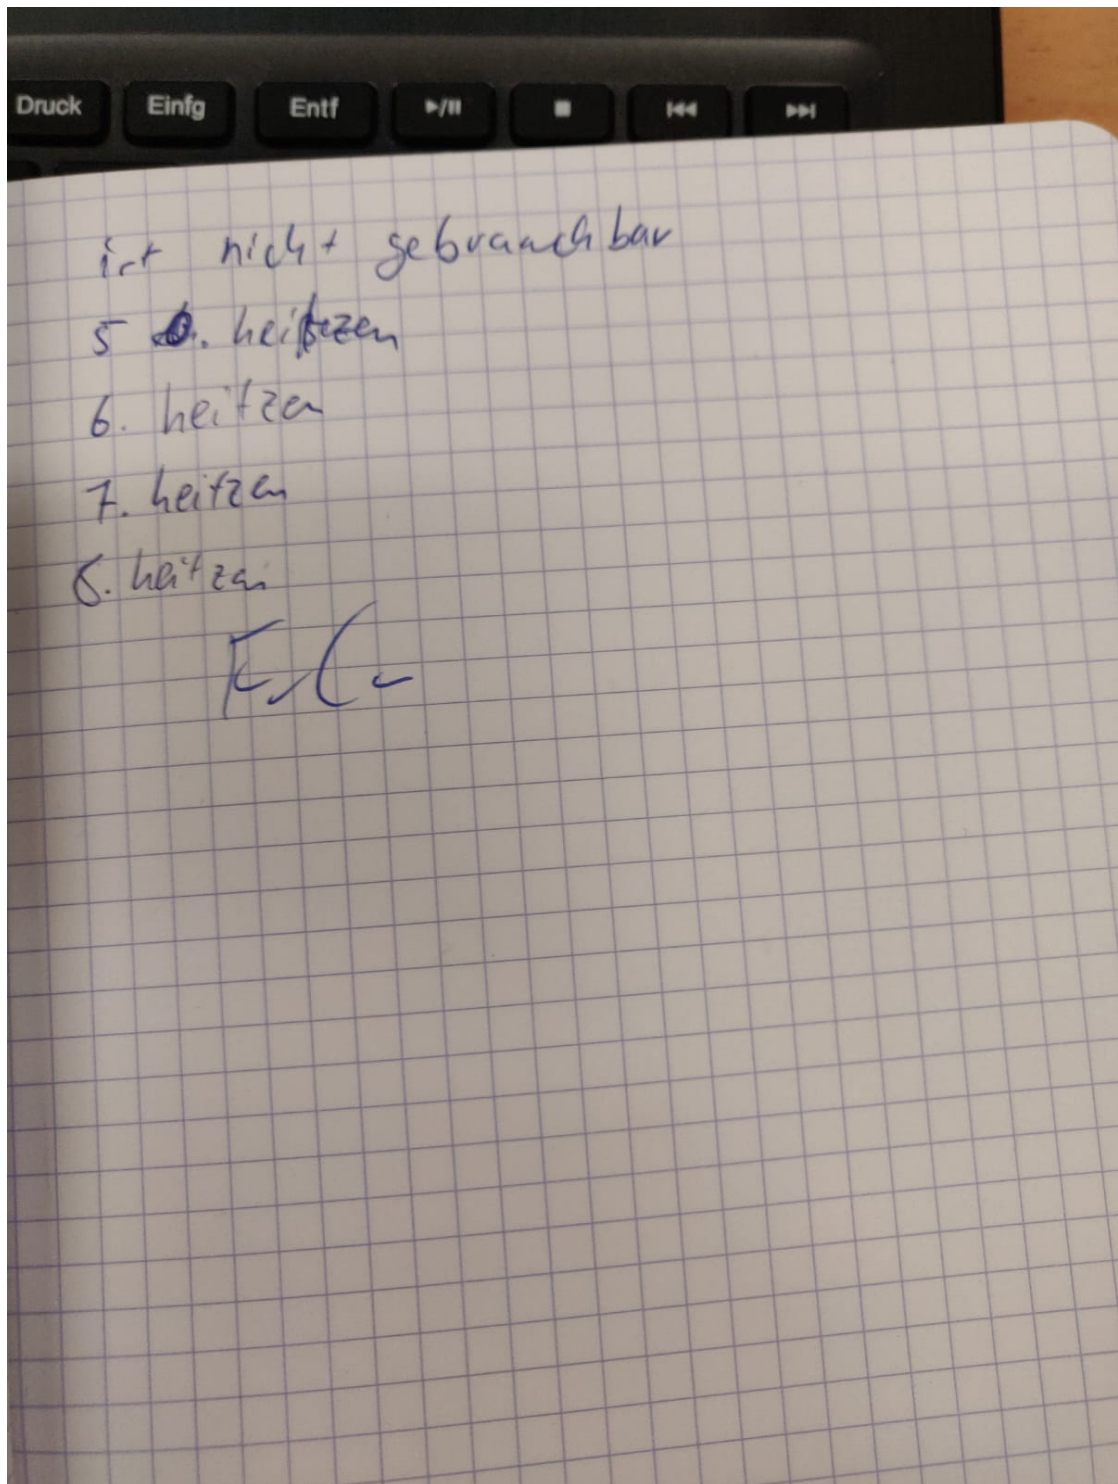 Druck Einfg Entf
ist nicht gebrauchbar
5. heitzen
6. heitzen
7. heitzen
8. heitzen